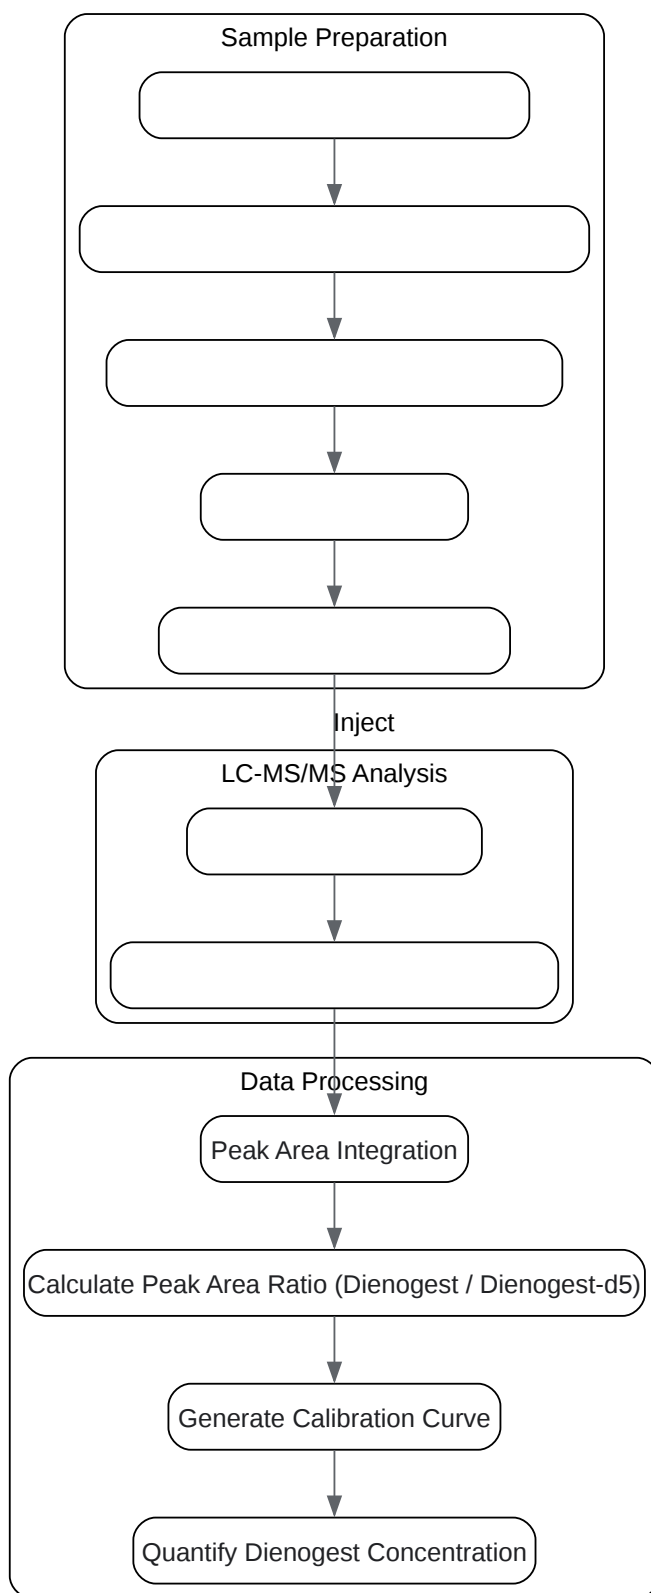 Sample Preparation
Inject
LC-MS/MS Analysis
Data Processing
Peak Area Integration
Calculate Peak Area Ratio (Dienogest / Dienogest-d5)
Generate Calibration Curve
Quantify Dienogest Concentration